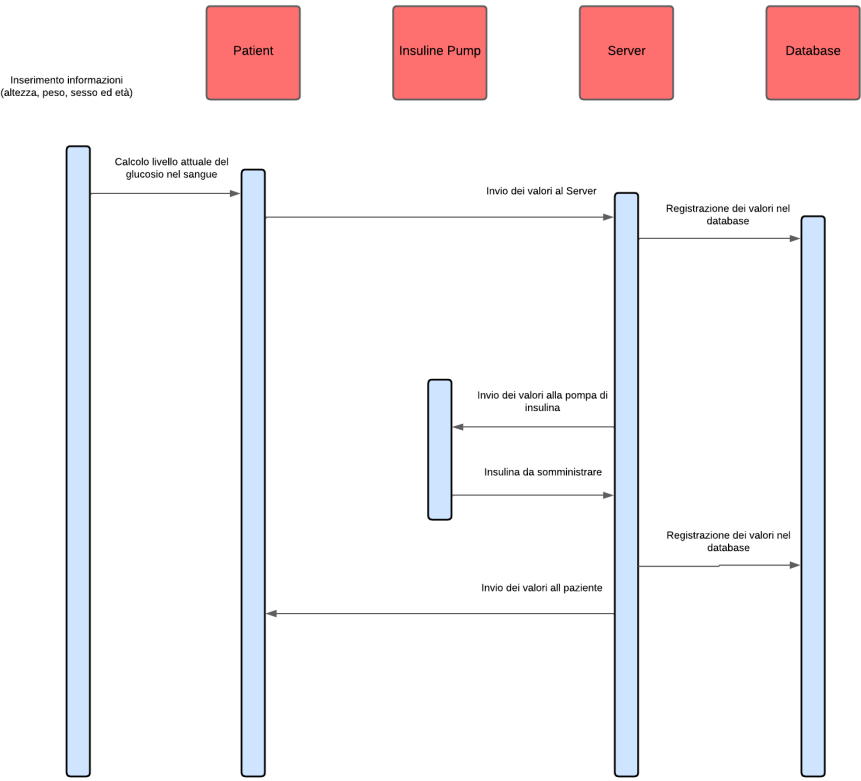 Patient
Insuline Pump
Server
Database
Inserimento informazioni
(altezza, peso, sesso ed età)
Calcolo livello attuale del
glucosio nel sangue
Invio dei valori al Server
Registrazione dei valori nel
database
Invio dei valori alla pompa di
insulina
Insulina da somministrare
Registrazione dei valori nel
database
Invio dei valori all paziente